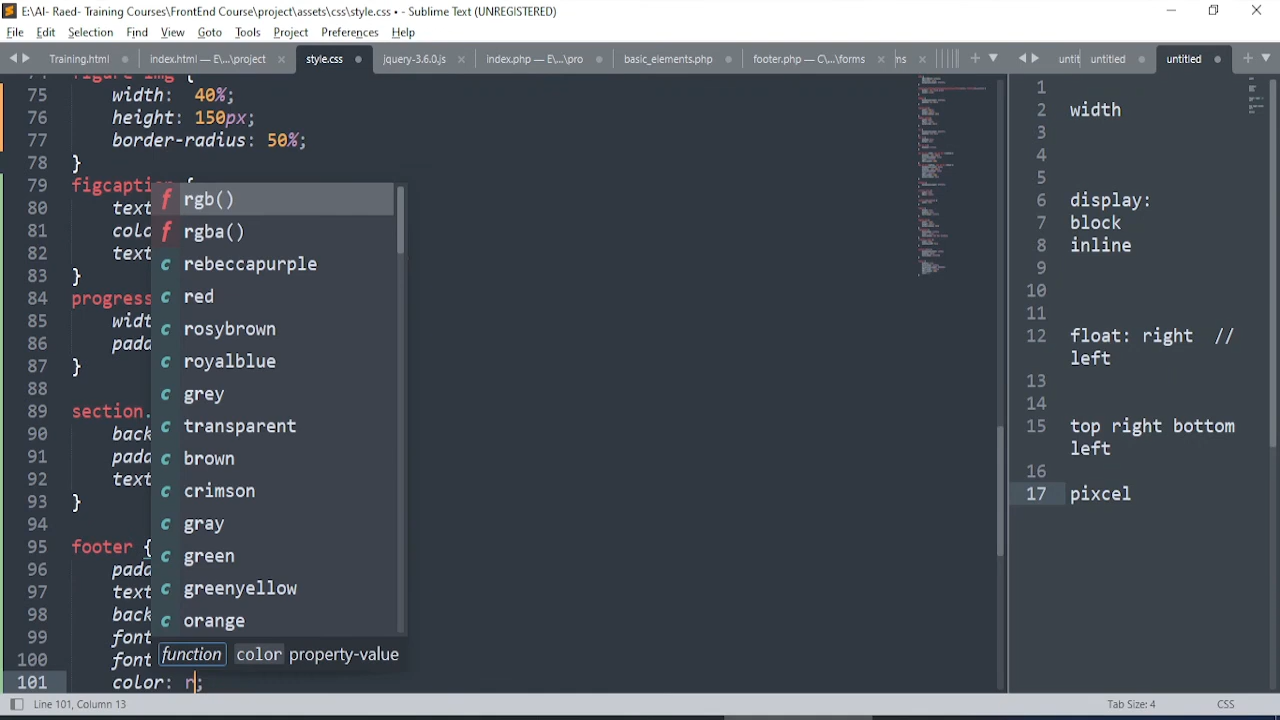 E:\AI- Raed- Training Courses\FrontEnd Course\project\assets\css\style.css • - Sublime Text (UNREGISTERED)
File Edit Selection Find View Goto Tools Project Preferences Help
Training.html index.html — E\...\project style.css jquery-3.6.0.js index.php — E\...\pro basic_elements.php footer.php — C\...\forms ns untit untitled untitled
75 width: 40%;
76 height: 150px;
77 border-radius: 50%;
78 }
79 figcaption {
80 text
81 colo
82 text
83 }
84 progress
85 widt
86 padd
87 }
88
89 section.
90 back
91 padd
92 text
93 }
94
95 footer {
96 padd
97 text
98 back
99 font
100 font
101 color: r;
f rgb()
f rgba()
c rebeccapurple
c red
c rosybrown
c royalblue
c grey
c transparent
c brown
c crimson
c gray
c green
c greenyellow
c orange
function color property-value
1
2 width
3
4
5
6 display:
7 block
8 inline
9
10
11
12 float: right //
left
13
14
15 top right bottom
left
16
17 pixcel
Line 101, Column 13 Tab Size: 4 CSS